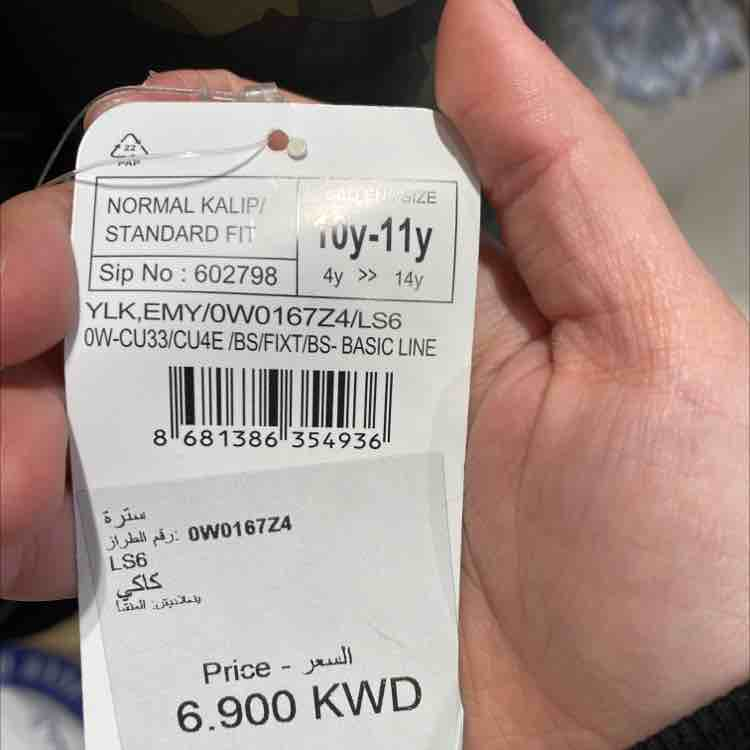 22
PAP
NORMAL KALIP/
STANDARD FIT
SIZE
10y-11y
Sip No : 602798
4y >> 14y
YLK,EMY/0W0167Z4/LS6
0W-CU33/CU4E /BS/FIXT/BS- BASIC LINE
8 681386 354936
سترة
رقم الطراز: 0W0167Z4
LS6
كاكي
المنشأ:
Price - السعر
6.900 KWD